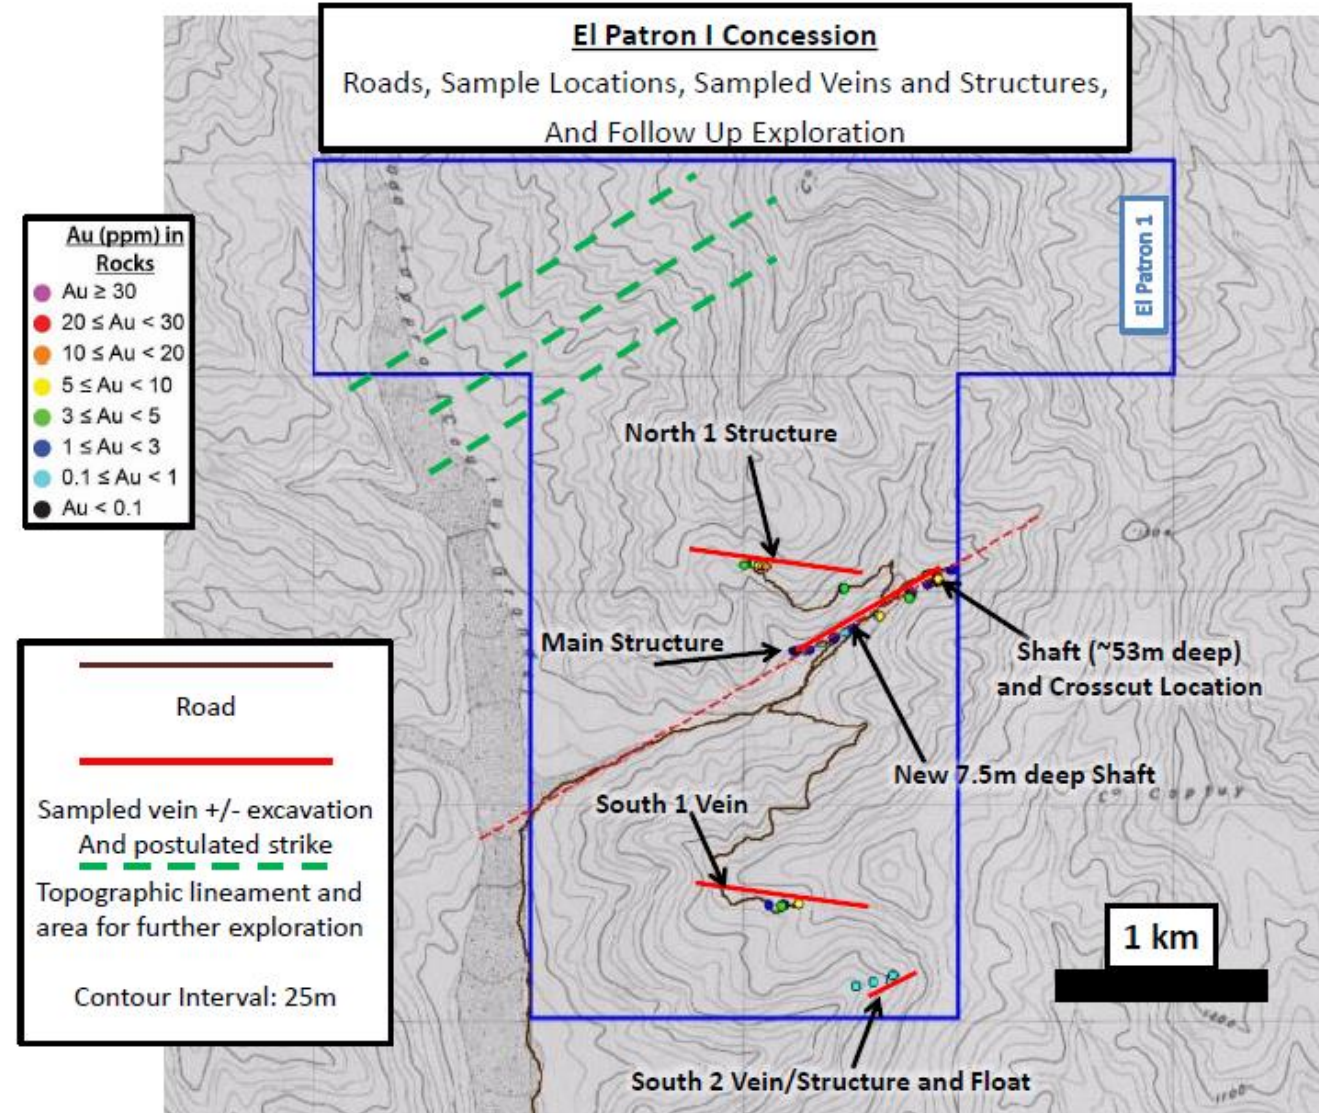 El Patron I Concession
Roads, Sample Locations, Sampled Veins and Structures,
And Follow Up Exploration
El Patron 1
Au (ppm) in
Rocks
Au ≥ 30
20 ≤ Au < 30
10 ≤ Au < 20
5 ≤ Au < 10
3 ≤ Au < 5
1 ≤ Au < 3
0.1 ≤ Au < 1
Au < 0.1
North 1 Structure
Main Structure
Shaft (~53m deep)
and Crosscut Location
New 7.5m deep Shaft
South 1 Vein
South 2 Vein/Structure and Float
Road
Sampled vein +/- excavation
And postulated strike
Topographic lineament and
area for further exploration
Contour Interval: 25m
1 km